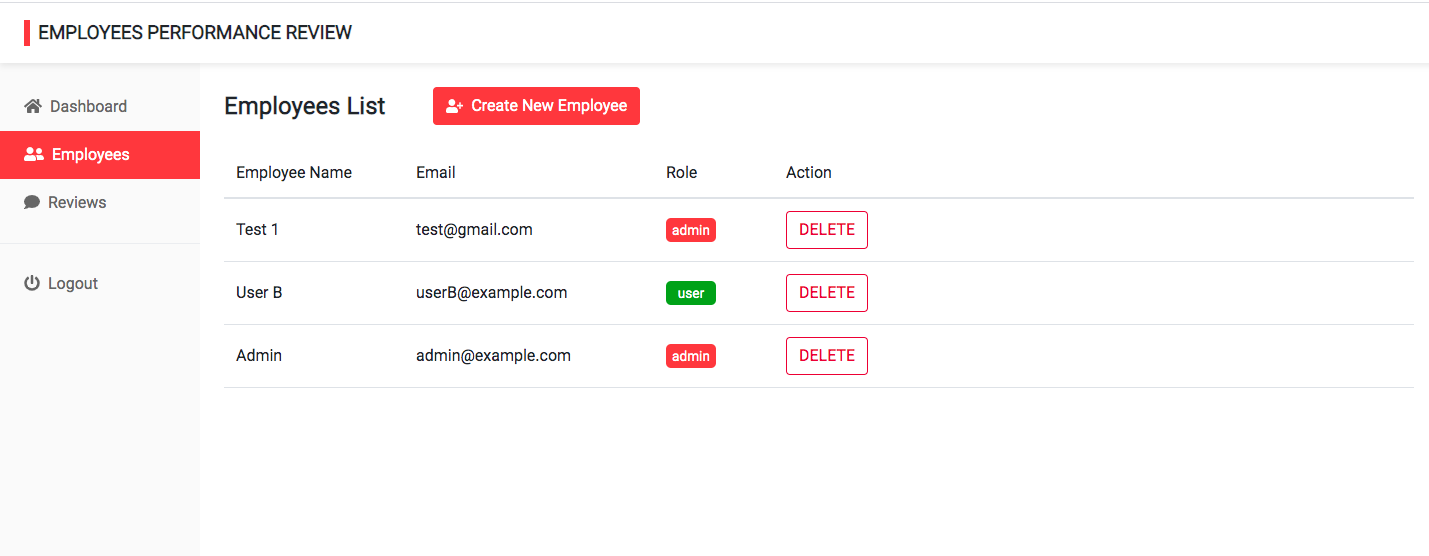 EMPLOYEES PERFORMANCE REVIEW
Dashboard
Employees
Reviews
Logout
Employees List
Create New Employee
Employee Name Email Role Action
Test 1 test@gmail.com admin DELETE
User B userB@example.com user DELETE
Admin admin@example.com admin DELETE